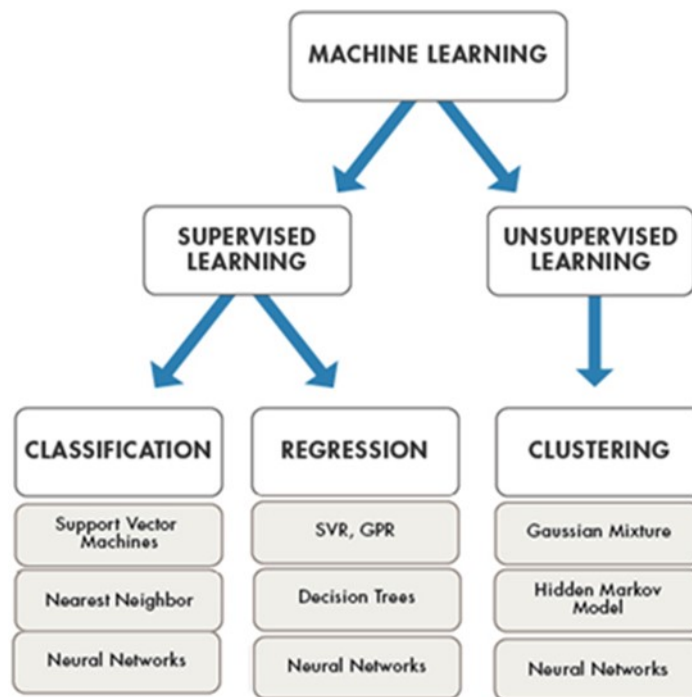 MACHINE LEARNING
SUPERVISED
LEARNING
UNSUPERVISED
LEARNING
CLASSIFICATION
Support Vector
Machines
Nearest Neighbor
Neural Networks
REGRESSION
SVR, GPR
Decision Trees
Neural Networks
CLUSTERING
Gaussian Mixture
Hidden Markov
Model
Neural Networks